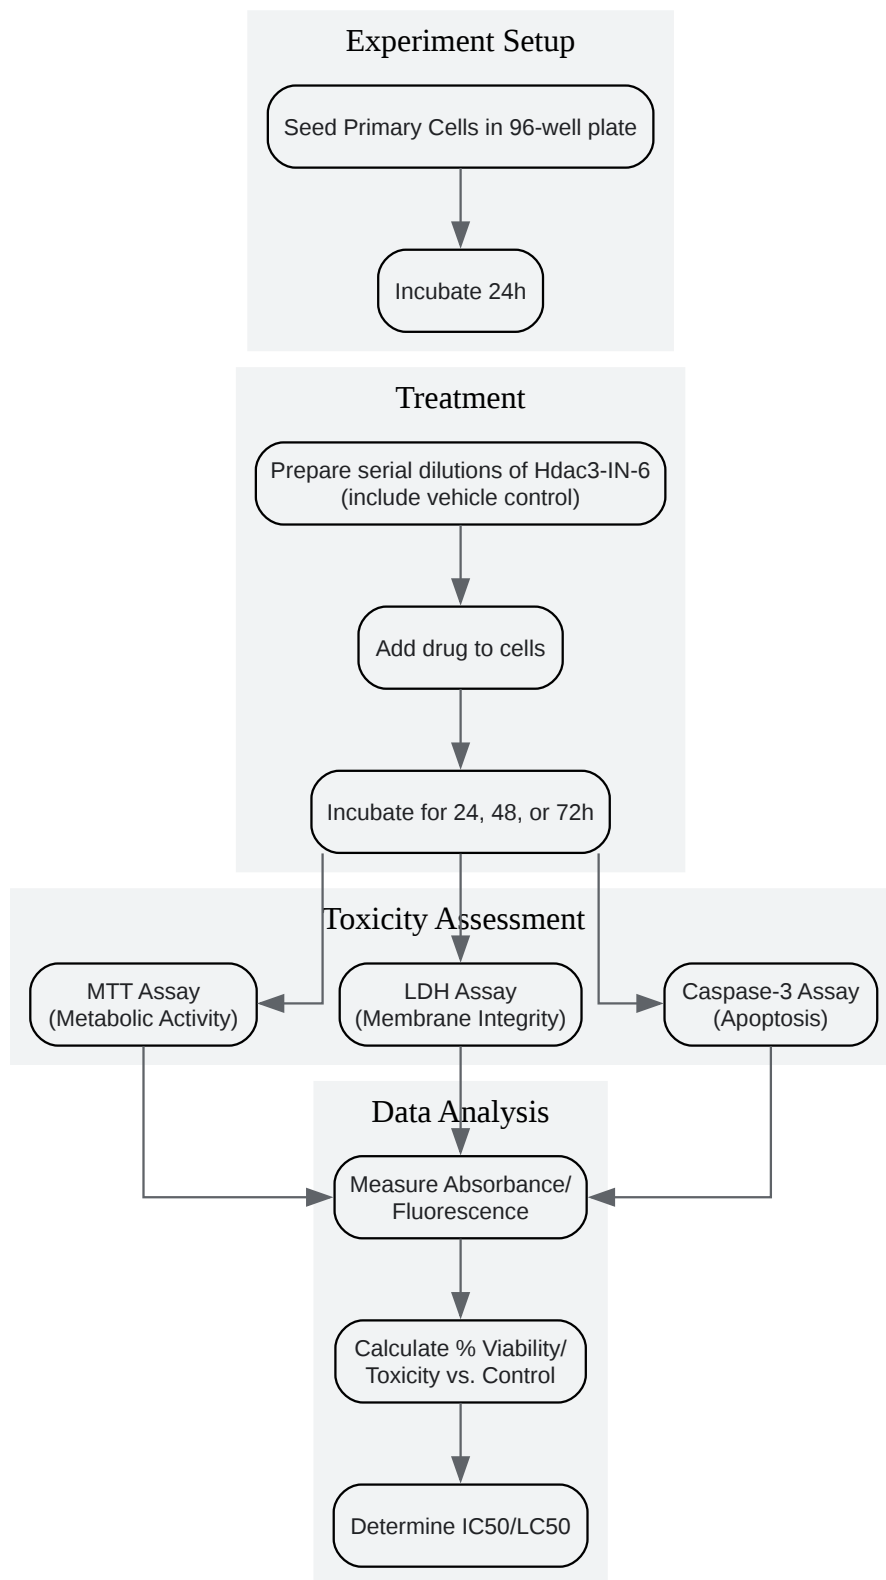 Experiment Setup
Seed Primary Cells in 96-well plate
Incubate 24h
Treatment
Prepare serial dilutions of Hdac3-IN-6
(include vehicle control)
Add drug to cells
Incubate for 24, 48, or 72h
Toxicity Assessment
MTT Assay
(Metabolic Activity)
LDH Assay
(Membrane Integrity)
Caspase-3 Assay
(Apoptosis)
Data Analysis
Measure Absorbance/
Fluorescence
Calculate % Viability/
Toxicity vs. Control
Determine IC50/LC50